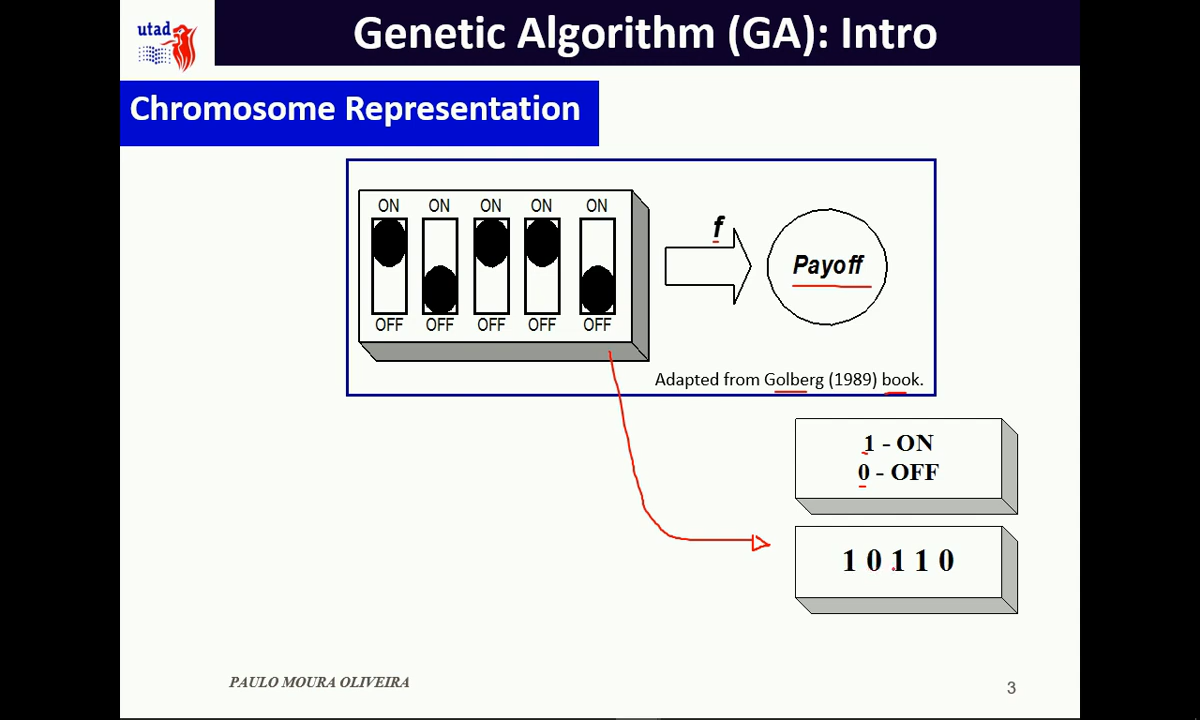 utad
Genetic Algorithm (GA): Intro
Chromosome Representation
ON ON ON ON ON
OFF OFF OFF OFF OFF
f
Payoff
Adapted from Golberg (1989) book.
1 - ON
0 - OFF
1 0 1 1 0
PAULO MOURA OLIVEIRA
3